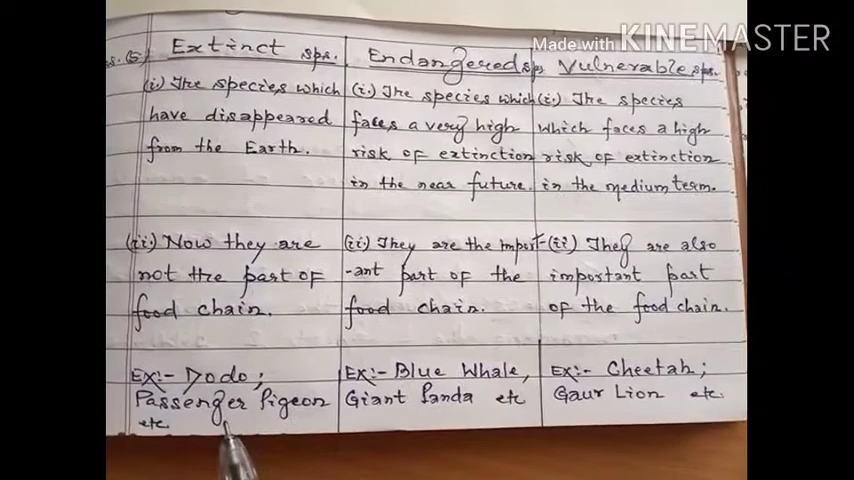 Made with KINEMASTER
Extinct sps. Endangered sps Vulnerable sps.
(i) The species which (i.) The species which (i.) The species
have disappeared faces a very high which faces a high
from the Earth. risk of extinction risk of extinction
in the near future. in the medium term.
(ii.) Now they are (ii.) They are the import- (ii) They are also
not the part of -ant part of the important part
food chain. food chain. of the food chain.
Ex:- Dodo; Ex:- Blue Whale, Ex:- Cheetah;
Passenger Pigeon Giant Panda etc Gaur Lion etc.
etc